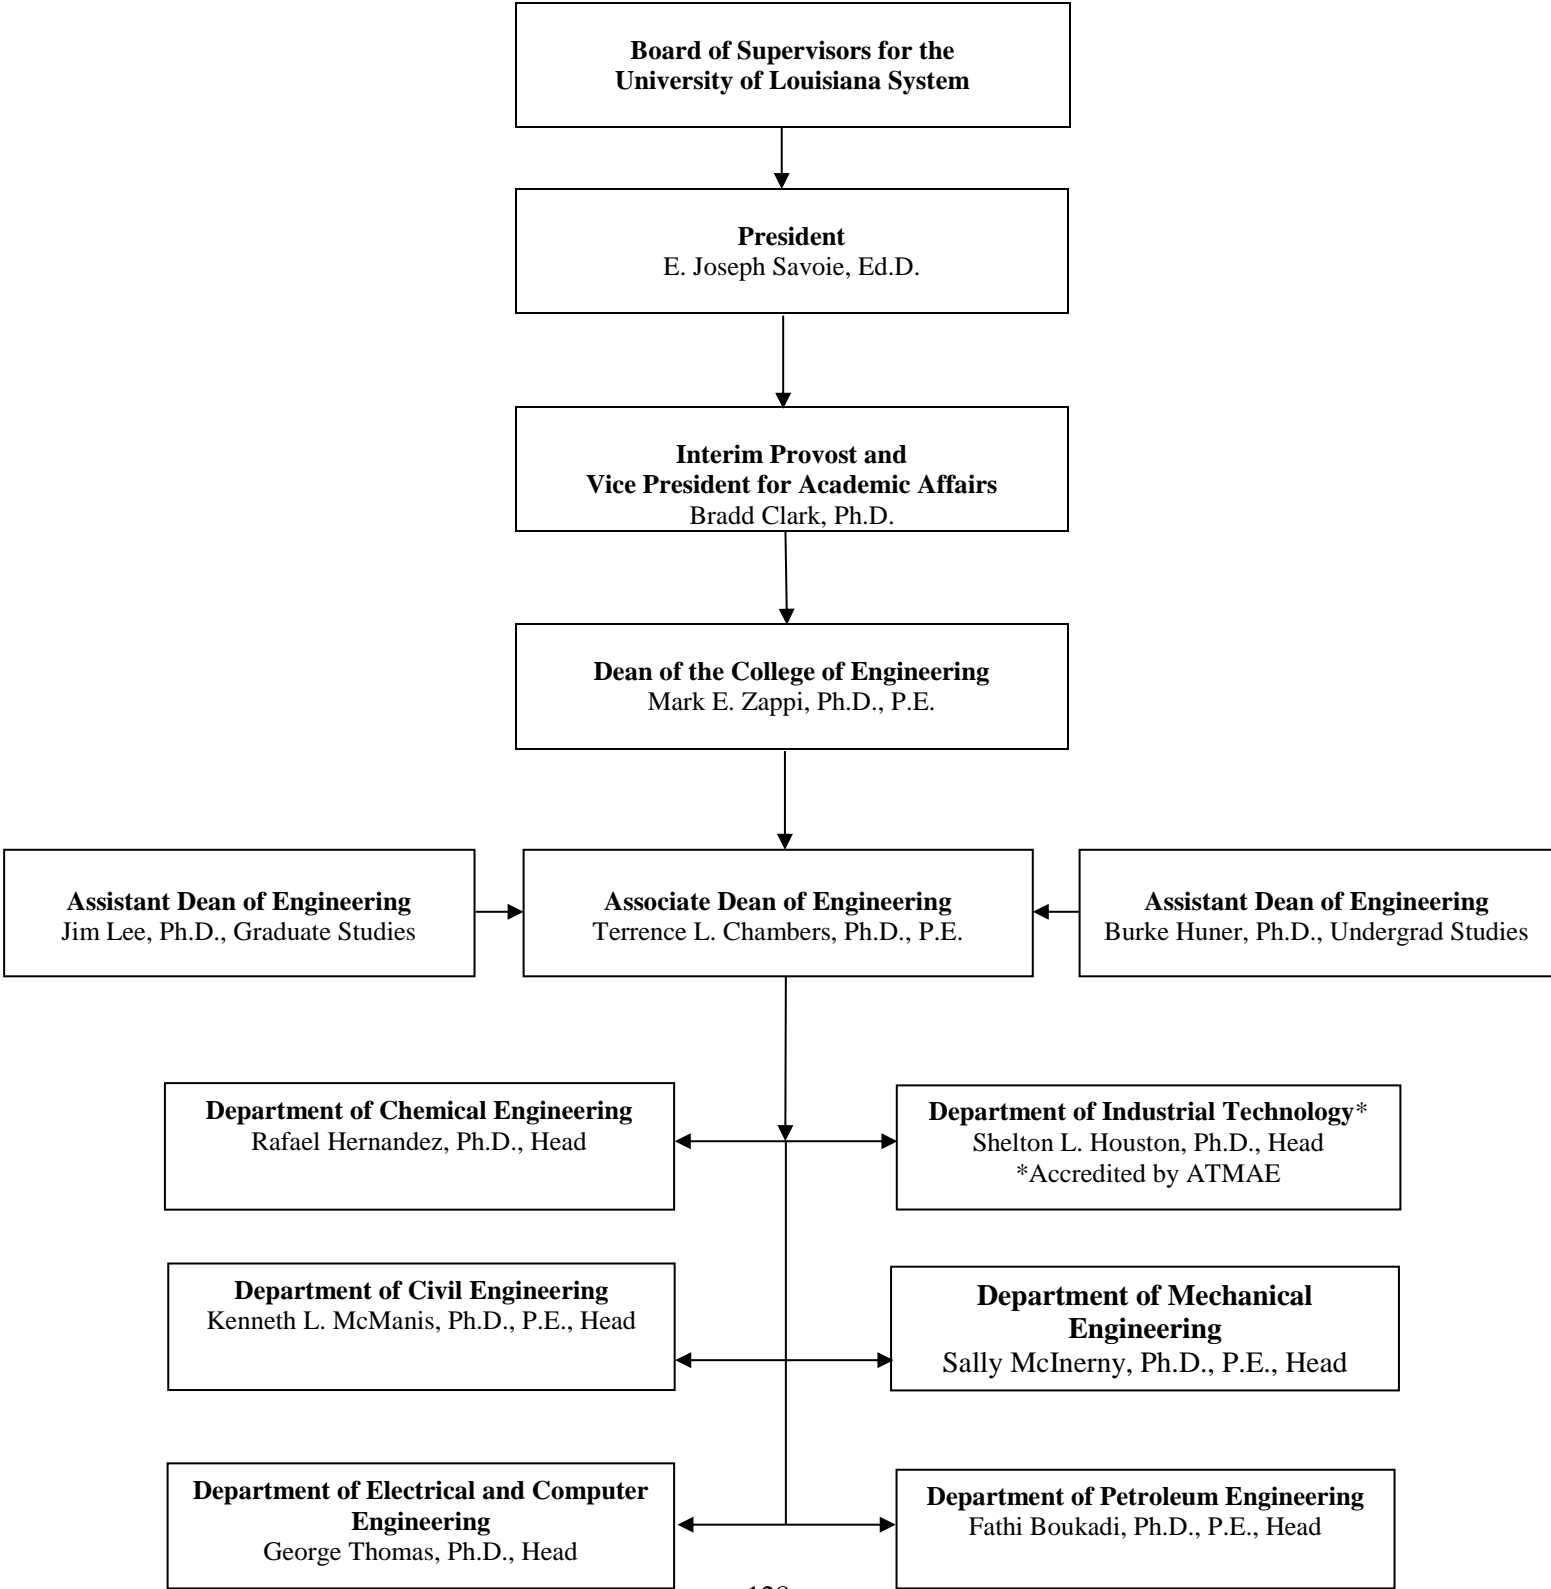 Board of Supervisors for the
University of Louisiana System
President
E. Joseph Savoie, Ed.D.
Interim Provost and
Vice President for Academic Affairs
Bradd Clark, Ph.D.
Dean of the College of Engineering
Mark E. Zappi, Ph.D., P.E.
Assistant Dean of Engineering
Jim Lee, Ph.D., Graduate Studies
Associate Dean of Engineering
Terrence L. Chambers, Ph.D., P.E.
Assistant Dean of Engineering
Burke Huner, Ph.D., Undergrad Studies
Department of Chemical Engineering
Rafael Hernandez, Ph.D., Head
Department of Industrial Technology*
Shelton L. Houston, Ph.D., Head
*Accredited by ATMAE
Department of Civil Engineering
Kenneth L. McManis, Ph.D., P.E., Head
Department of Mechanical
Engineering
Sally McInerny, Ph.D., P.E., Head
Department of Electrical and Computer
Engineering
George Thomas, Ph.D., Head
Department of Petroleum Engineering
Fathi Boukadi, Ph.D., P.E., Head